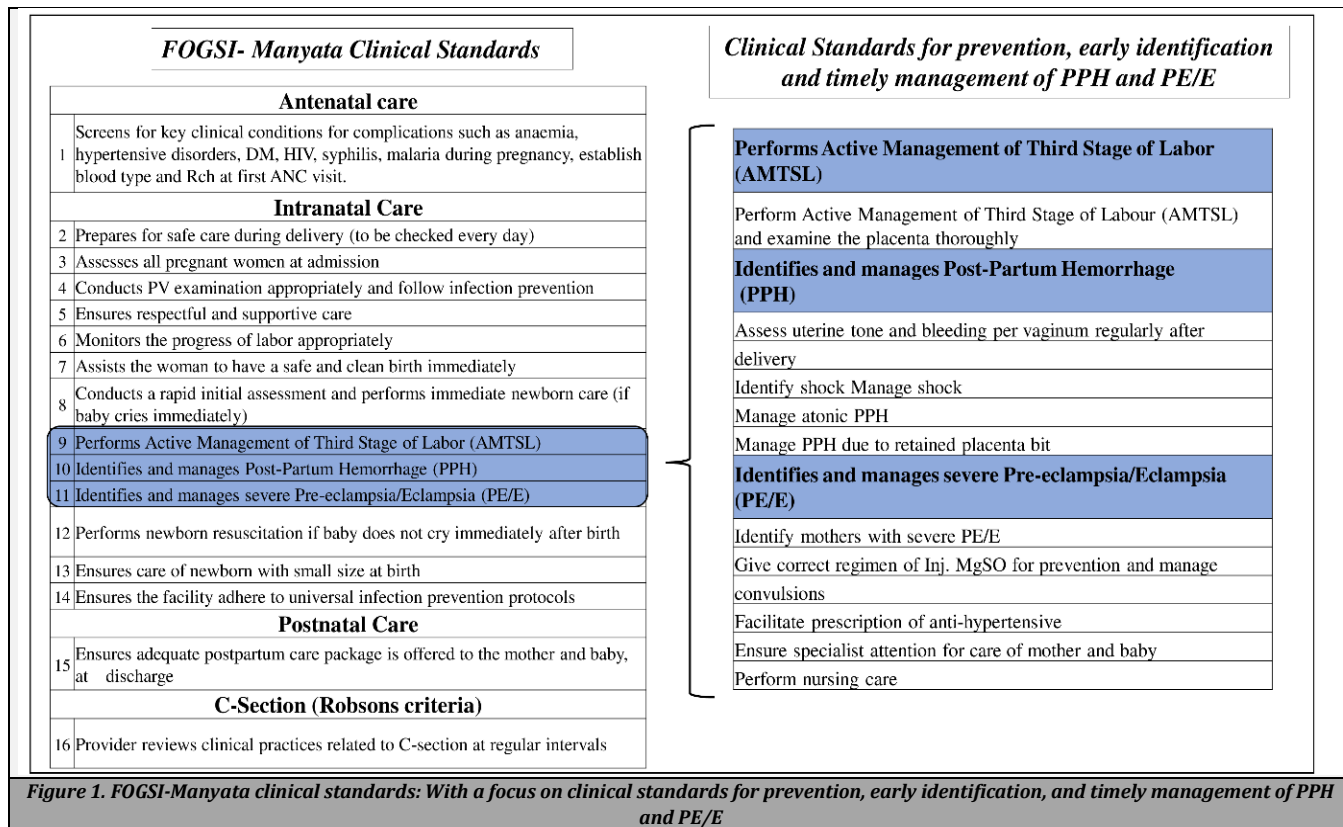 FOGSI- Manyata Clinical Standards
Antenatal care
1 Screens for key clinical conditions for complications such as anaemia,
hypertensive disorders, DM, HIV, syphilis, malaria during pregnancy, establish
blood type and Rch at first ANC visit.
Intranatal Care
2 Prepares for safe care during delivery (to be checked every day)
3 Assesses all pregnant women at admission
4 Conducts PV examination appropriately and follow infection prevention
5 Ensures respectful and supportive care
6 Monitors the progress of labor appropriately
7 Assists the woman to have a safe and clean birth immediately
8 Conducts a rapid initial assessment and performs immediate newborn care (if
baby cries immediately)
9 Performs Active Management of Third Stage of Labor (AMTSL)
10 Identifies and manages Post-Partum Hemorrhage (PPH)
11 Identifies and manages severe Pre-eclampsia/Eclampsia (PE/E)
12 Performs newborn resuscitation if baby does not cry immediately after birth
13 Ensures care of newborn with small size at birth
14 Ensures the facility adhere to universal infection prevention protocols
Postnatal Care
15 Ensures adequate postpartum care package is offered to the mother and baby,
at discharge
C-Section (Robsons criteria)
16 Provider reviews clinical practices related to C-section at regular intervals
Clinical Standards for prevention, early identification
and timely management of PPH and PE/E
Performs Active Management of Third Stage of Labor
(AMTSL)
Perform Active Management of Third Stage of Labour (AMTSL)
and examine the placenta thoroughly
Identifies and manages Post-Partum Hemorrhage
(PPH)
Assess uterine tone and bleeding per vaginum regularly after
delivery
Identify shock Manage shock
Manage atonic PPH
Manage PPH due to retained placenta bit
Identifies and manages severe Pre-eclampsia/Eclampsia
(PE/E)
Identify mothers with severe PE/E
Give correct regimen of Inj. MgSO for prevention and manage
convulsions
Facilitate prescription of anti-hypertensive
Ensure specialist attention for care of mother and baby
Perform nursing care
Figure 1. FOGSI-Manyata clinical standards: With a focus on clinical standards for prevention, early identification, and timely management of PPH
and PE/E